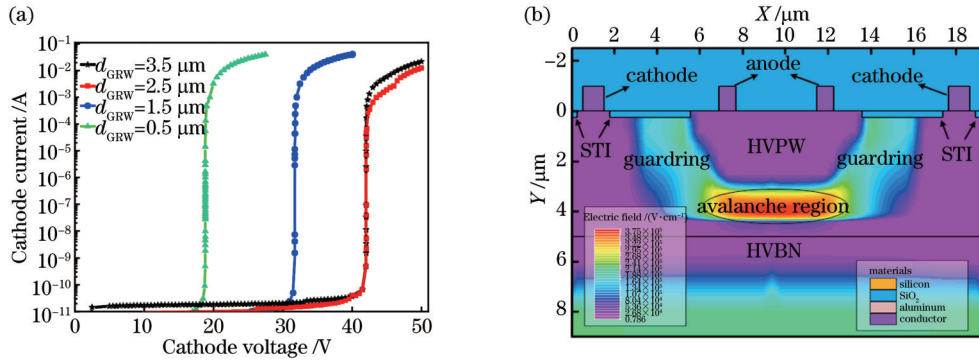 (a)
10⁻¹
10⁻²
10⁻³
10⁻⁴
10⁻⁵
10⁻⁶
10⁻⁷
10⁻⁸
10⁻⁹
10⁻¹⁰
10⁻¹¹
Cathode current /A
d_GRW=3.5 μm
d_GRW=2.5 μm
d_GRW=1.5 μm
d_GRW=0.5 μm
0 10 20 30 40 50
Cathode voltage /V
(b)
X /μm
0 2 4 6 8 10 12 14 16 18
-2
0
2
4
6
8
Y /μm
cathode anode cathode
STI HVPW STI
guardring guardring
avalanche region
HVBN
Electric field /(V·cm⁻¹)
0.786
materials
silicon
SiO₂
aluminum
conductor